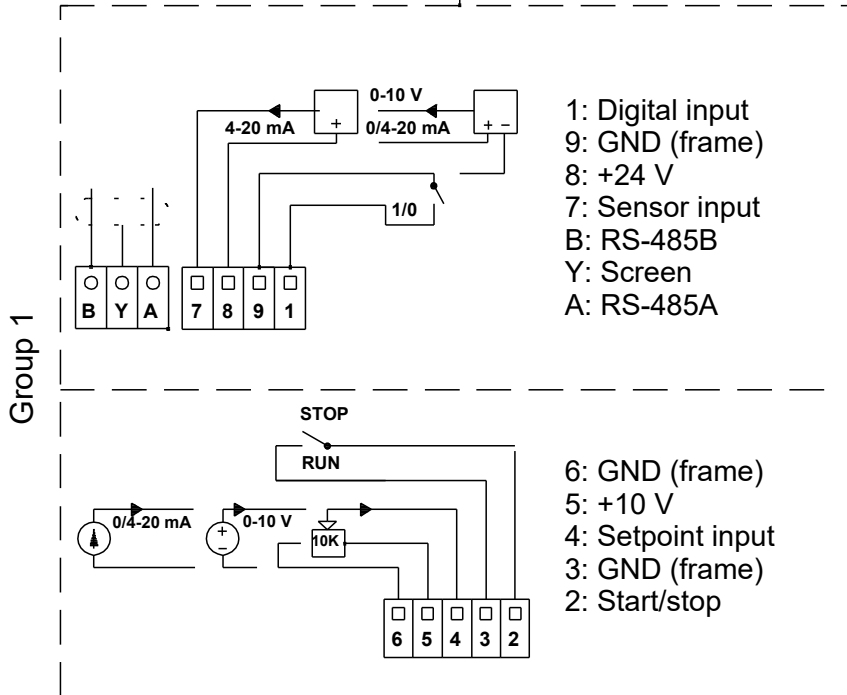 Group 1
0-10 V
4-20 mA
+
0/4-20 mA
+ -
1/0
B Y A
7 8 9 1
1: Digital input
9: GND (frame)
8: +24 V
7: Sensor input
B: RS-485B
Y: Screen
A: RS-485A
STOP
RUN
0/4-20 mA
+
-
0-10 V
10K
6 5 4 3 2
6: GND (frame)
5: +10 V
4: Setpoint input
3: GND (frame)
2: Start/stop